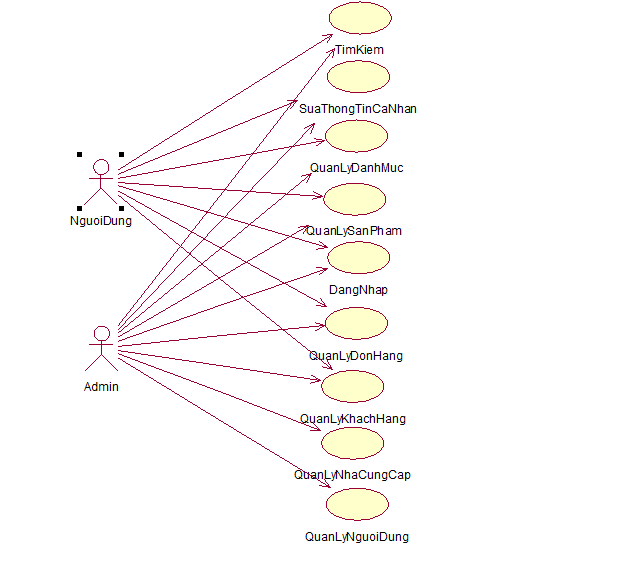 TimKiem
SuaThongTinCaNhan
QuanLyDanhMuc
NguoiDung
QuanLySanPham
DangNhap
QuanLyDonHang
Admin
QuanLyKhachHang
QuanLyNhaCungCap
QuanLyNguoiDung